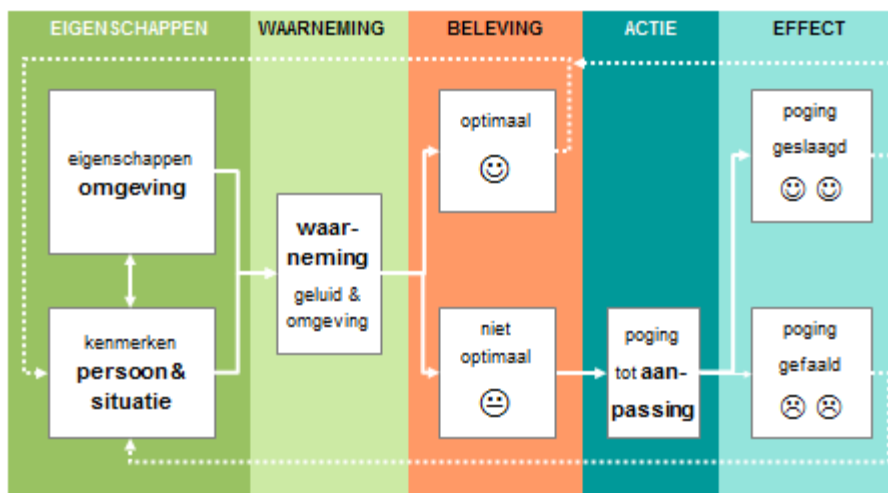 EIGENSCHAPPEN
WAARNEMING
BELEVING
ACTIE
EFFECT
eigenschappen
omgeving
kenmerken
persoon &
situatie
waar-
neming
geluid &
omgeving
optimaal
niet
optimaal
poging
tot aan-
passing
poging
geslaagd
poging
gefaald